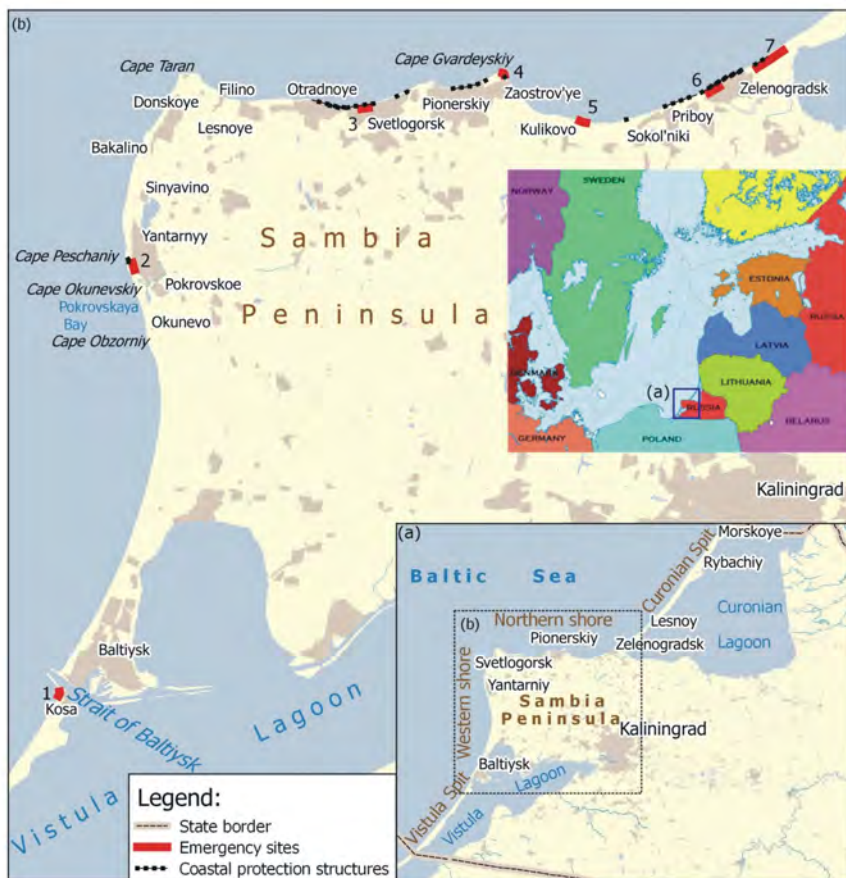 (b)
Cape Taran
Cape Gvardeyskiy
4
7
Filino
Otradnoye
Zaostrov'ye
6
Zelenogradsk
Donskoye
Pionerskiy
5
Priboy
Lesnoye
3
Svetlogorsk
Kulikovo
Sokol'niki
Bakalino
Sinyavino
Yantarnyy
Sambia
Peninsula
Cape Peschaniy
2
Cape Okunevskiy
Pokrovskoe
Pokrovskaya
Bay
Okunevo
Cape Obzorniy
NORWAY
SWEDEN
ESTONIA
RUSSIA
LATVIA
DENMARK
LITHUANIA
(a)
RUSSIA
BELARUS
GERMANY
POLAND
Kaliningrad
Baltiysk
1
Kosa
Strait of Baltiysk
Vistula Lagoon
(a)
Morskoye
Rybachiy
Baltic Sea
Curonian Spit
Curonian
Lagoon
(b)
Northern shore
Lesnoy
Pionerskiy
Zelenogradsk
Svetlogorsk
Yantarniy
Western shore
Sambia
Peninsula
Kaliningrad
Baltiysk
Vistula Spit
Vistula Lagoon
Legend:
State border
Emergency sites
Coastal protection structures